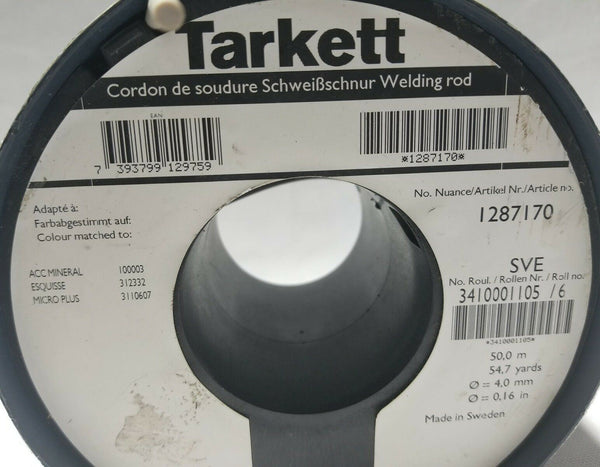 Tarkett
Cordon de soudure Schweißschnur Welding rod
EAN
7 393799 129759
*1287170*
No. Nuance/Artikel Nr./Article no.
1287170
Adapté à:
Farbabgestimmt auf:
Colour matched to:
ACC MINERAL 100003
ESQUISSE 312332
MICRO PLUS 3110607
SVE
No. Roul. / Rollen Nr. / Roll no.
3410001105 /6
*3410001105*
50,0 m
54.7 yards
Ø = 4,0 mm
Ø = 0,16 in
Made in Sweden